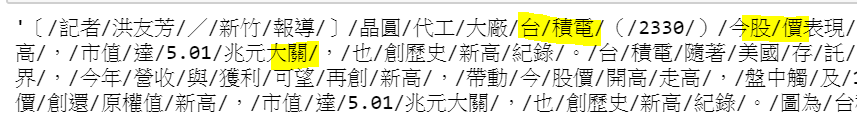 '〔/記者/洪友芳/／/新竹/報導/〕/晶圓/代工/大廠/台/積電/（/2330/）/今股/價表現/
高/，/市值/達/5.01/兆元大關/，/也/創歷史/新高/紀錄/。/台/積電/隨著/美國/存/託/
界/，/今年/營收/與/獲利/可望/再創/新高/，/帶動/今/股價/開高/走高/，/盤中觸/及/1
價/創還/原權值/新高/，/市值/達/5.01/兆元大關/，/也/創歷史/新高/紀錄/。/圖為/台